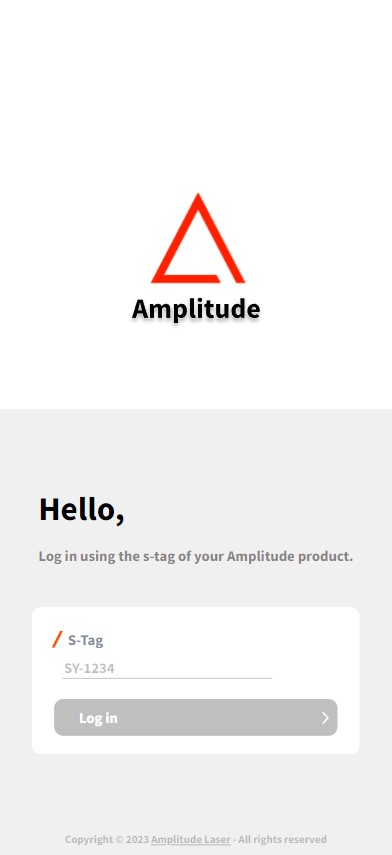 Amplitude
Hello,
Log in using the s-tag of your Amplitude product.
S-Tag
SY-1234
Log in
Copyright © 2023 Amplitude Laser - All rights reserved